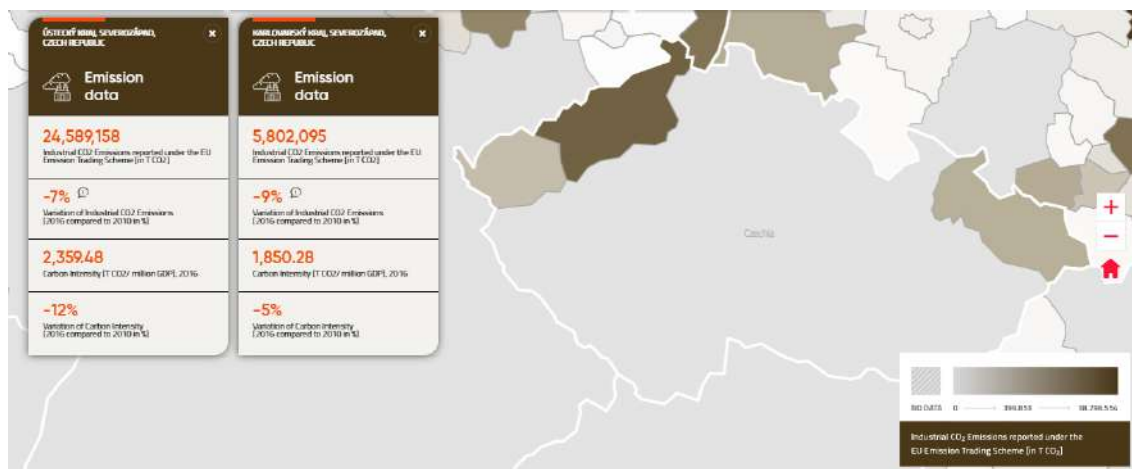 ÚSTECKÝ KRAJ, SEVEROZÁPAD,
CZECH REPUBLIC
Emission
data
24,589,158
Industrial CO2 Emissions reported under the EU
Emission Trading Scheme [in T CO2]
-7%
Variation of Industrial CO2 Emissions
[2016 compared to 2010 in %]
2,359.48
Carbon Intensity [T CO2/ million GDP], 2016
-12%
Variation of Carbon Intensity
[2016 compared to 2010 in %]
KARLOVARSKÝ KRAJ, SEVEROZÁPAD,
CZECH REPUBLIC
Emission
data
5,802,095
Industrial CO2 Emissions reported under the EU
Emission Trading Scheme [in T CO2]
-9%
Variation of Industrial CO2 Emissions
[2016 compared to 2010 in %]
1,850.28
Carbon Intensity [T CO2/ million GDP], 2016
-5%
Variation of Carbon Intensity
[2016 compared to 2010 in %]
Czechia
NO DATA 0
Industrial CO₂ Emissions reported under the
EU Emission Trading Scheme [in T CO₂]